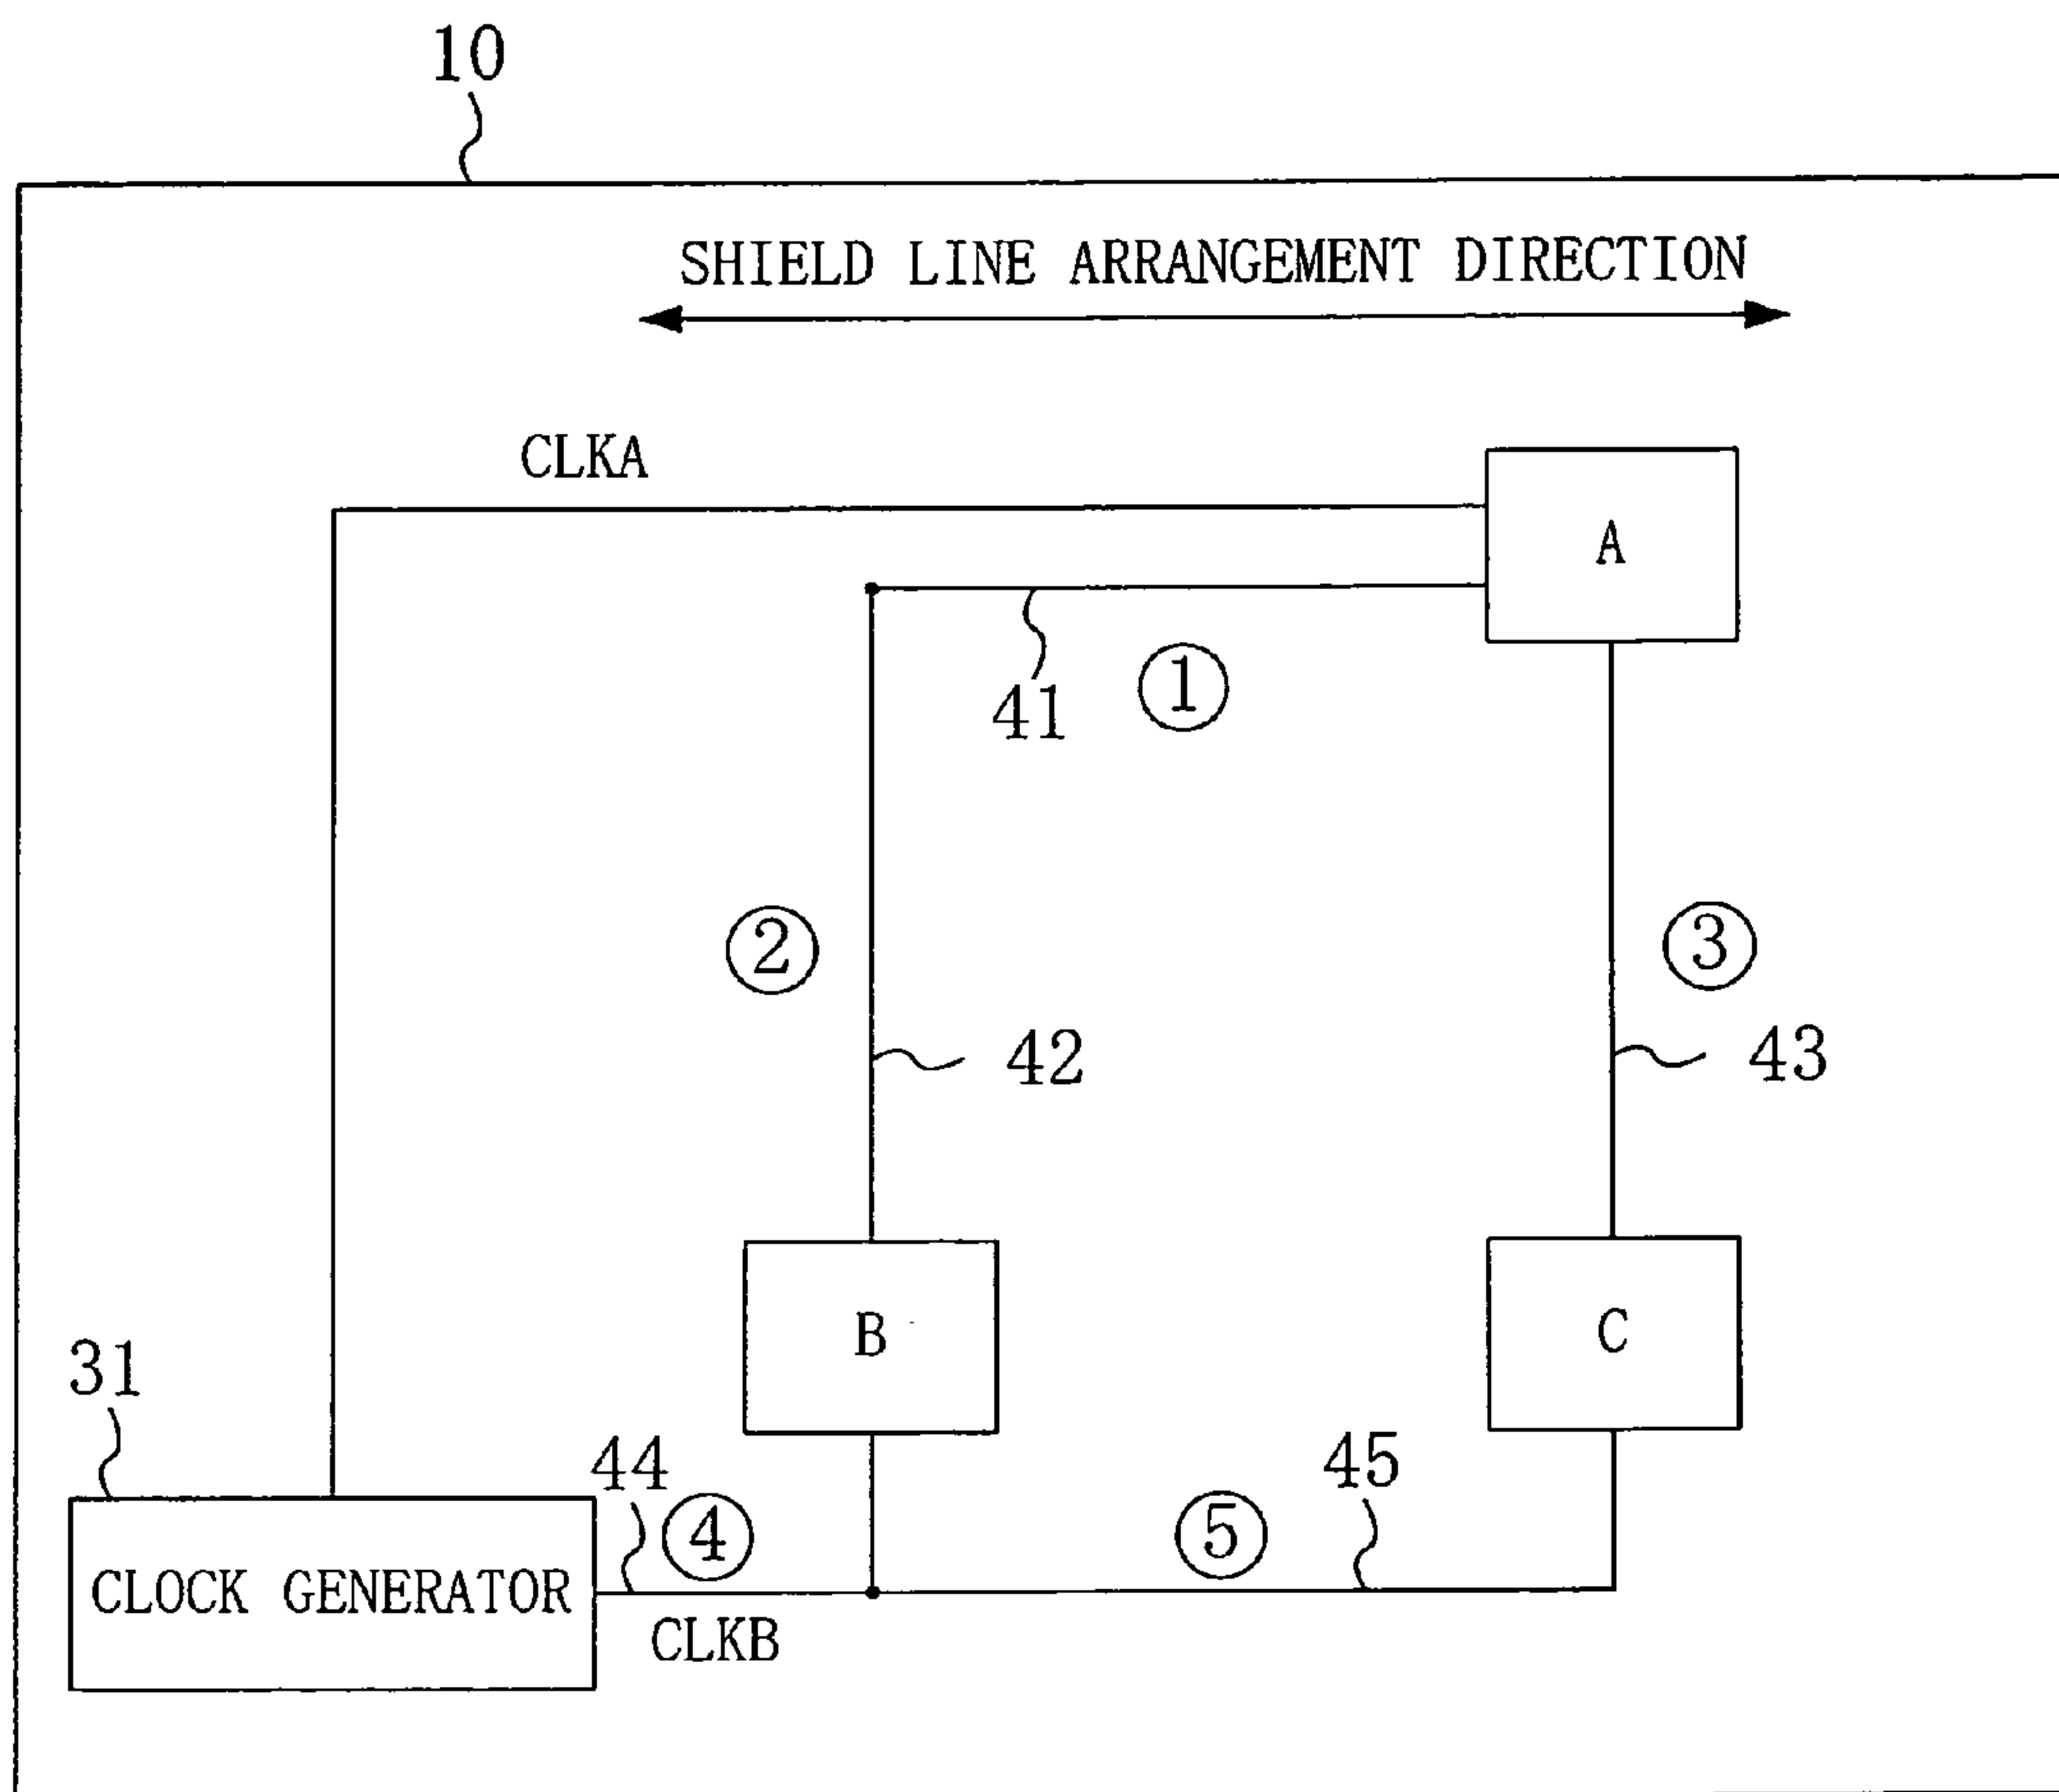 10
SHIELD LINE ARRANGEMENT DIRECTION
CLKA
A
41
①
②
③
42
43
B
C
31
44
④
⑤
45
CLOCK GENERATOR
CLKB